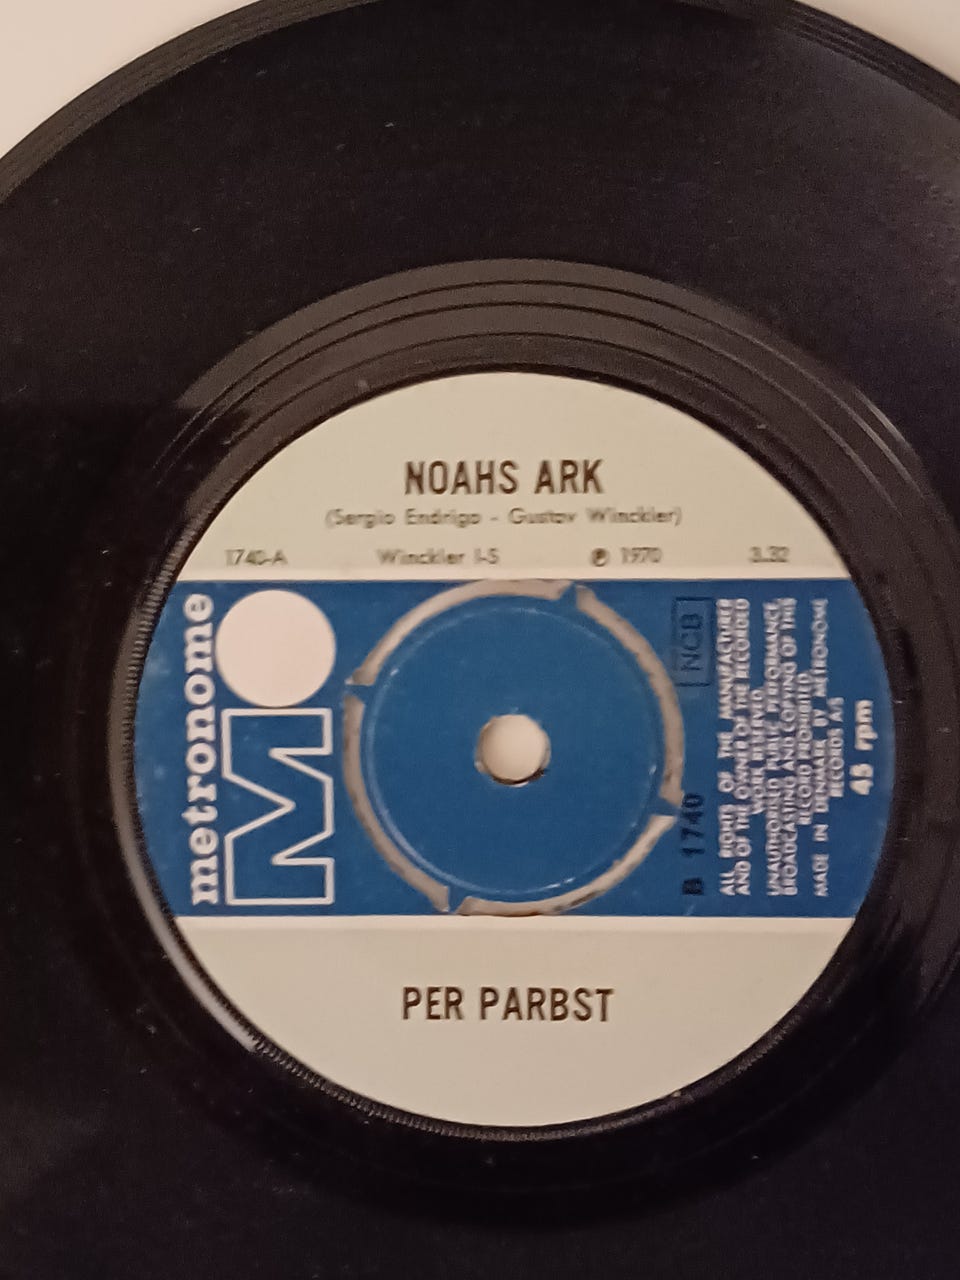 NOAHS ARK
(Sergio Endrigo - Gustav Winckler)
1740-A Winckler I-S ℗ 1970 3.32
metronome
M
NCB
B 1740
ALL RIGHTS OF THE MANUFACTURER
AND OF THE OWNER OF THE RECORDED
WORK RESERVED.
UNAUTHORISED PUBLIC PERFORMANCE,
BROADCASTING AND COPYING OF THIS
RECORD PROHIBITED.
MADE IN DENMARK BY METRONOME
RECORDS A/S
45 rpm
PER PARBST